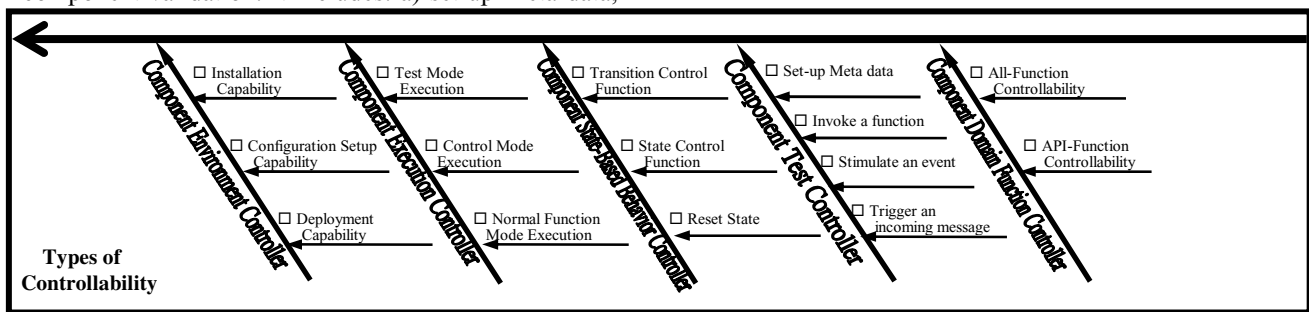 Component Environment Controller
☐ Installation
Capability
☐ Configuration Setup
Capability
☐ Deployment
Capability
Component Execution Controller
☐ Test Mode
Execution
☐ Control Mode
Execution
☐ Normal Function
Mode Execution
Component State-Based Behavior Controller
☐ Transition Control
Function
☐ State Control
Function
☐ Reset State
Component Test Controller
☐ Set-up Meta data
☐ Invoke a function
☐ Stimulate an event
☐ Trigger an
incoming message
Component Domain Function Controller
☐ All-Function
Controllability
☐ API-Function
Controllability
Types of
Controllability